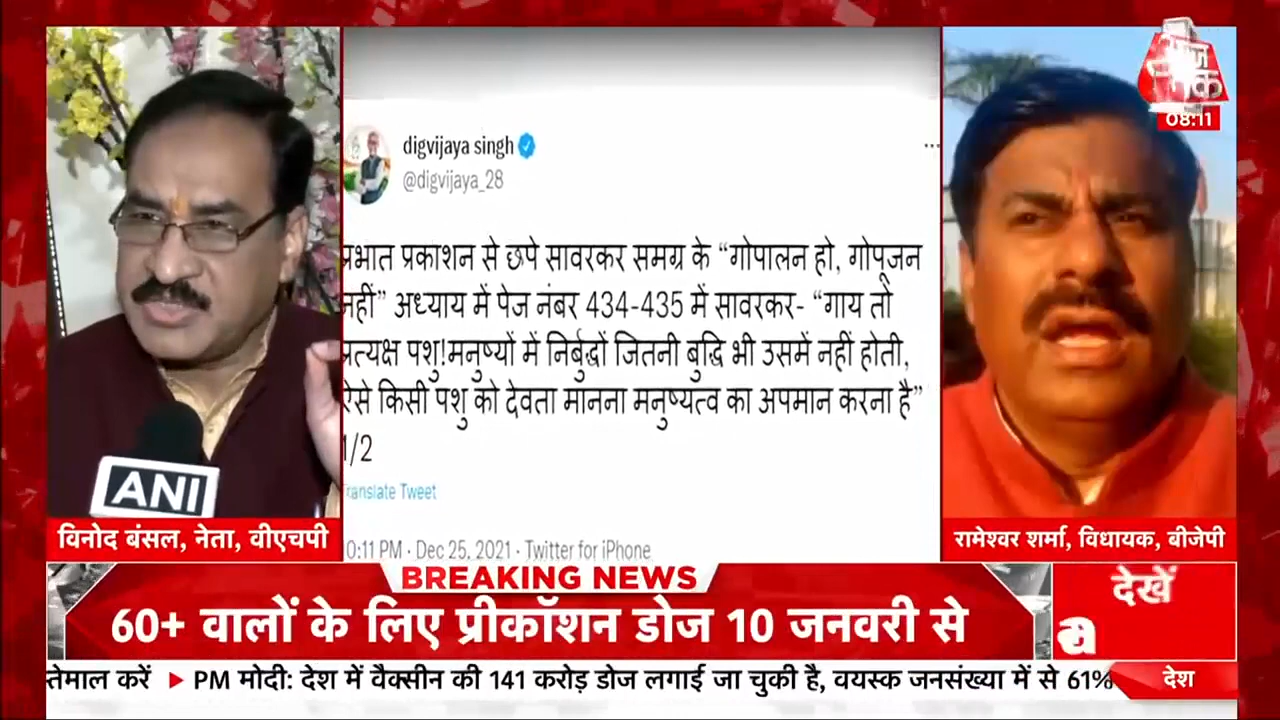 आज तक
08:11
digvijaya singh
@digvijaya_28
प्रभात प्रकाशन से छपे सावरकर समग्र के “गोपालन हो, गोपूजन
नहीं” अध्याय में पेज नंबर 434-435 में सावरकर- “गाय तो
प्रत्यक्ष पशु!मनुष्यों में निर्बुद्धों जितनी बुद्धि भी उसमें नहीं होती,
ऐसे किसी पशु को देवता मानना मनुष्यत्व का अपमान करना है”
1/2
Translate Tweet
0:11 PM · Dec 25, 2021 · Twitter for iPhone
ANI
विनोद बंसल, नेता, वीएचपी
रामेश्वर शर्मा, विधायक, बीजेपी
BREAKING NEWS
60+ वालों के लिए प्रीकॉशन डोज 10 जनवरी से
देखें
तेमाल करें ▶ PM मोदी: देश में वैक्सीन की 141 करोड़ डोज लगाई जा चुकी है, वयस्क जनसंख्या में से 61%
देश